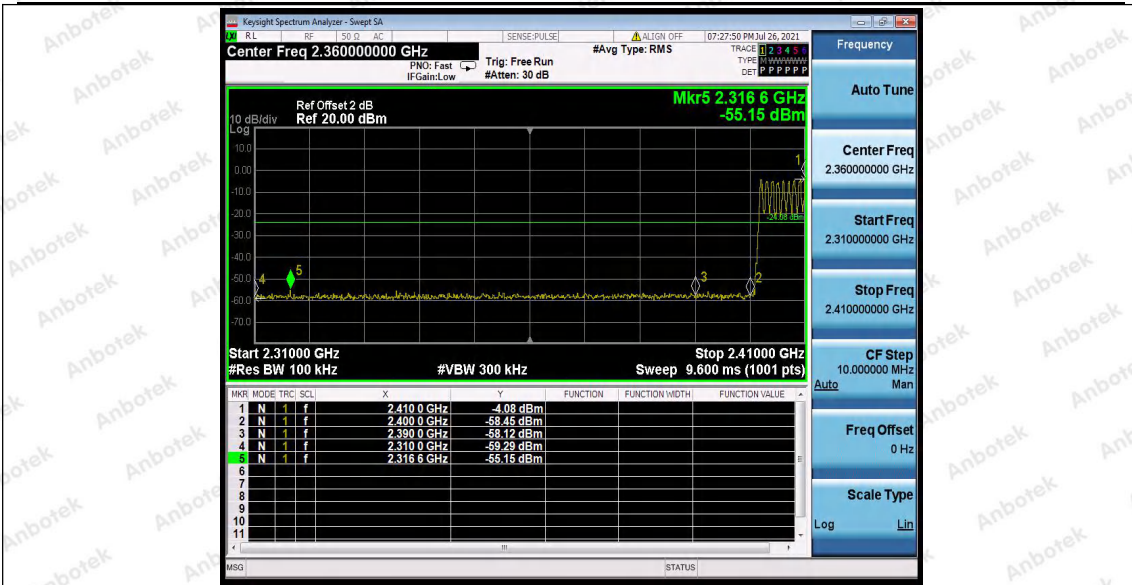 Keysight Spectrum Analyzer - Swept SA
LXI RL RF 50 Ω AC SENSE:PULSE ALIGN OFF 07:27:50 PM Jul 26, 2021
Center Freq 2.360000000 GHz
PNO: Fast
IFGain:Low
Trig: Free Run
#Atten: 30 dB
#Avg Type: RMS
TRACE 1 2 3 4 5 6
TYPE M WWWWW
DET P P P P P P
Ref Offset 2 dB
10 dB/div Ref 20.00 dBm
Log
Mkr5 2.316 6 GHz
-55.15 dBm
10.0
0.00
-10.0
-20.0
-30.0
-40.0
-50.0
-60.0
-70.0
1
-24.08 dBm
4
5
3
2
Start 2.31000 GHz Stop 2.41000 GHz
#Res BW 100 kHz #VBW 300 kHz Sweep 9.600 ms (1001 pts)
MKR MODE TRC SCL X Y FUNCTION FUNCTION WIDTH FUNCTION VALUE
1 N 1 f 2.410 0 GHz -4.08 dBm
2 N 1 f 2.400 0 GHz -58.45 dBm
3 N 1 f 2.390 0 GHz -58.12 dBm
4 N 1 f 2.310 0 GHz -59.29 dBm
5 N 1 f 2.316 6 GHz -55.15 dBm
6
7
8
9
10
11
MSG STATUS
Frequency
Auto Tune
Center Freq
2.360000000 GHz
Start Freq
2.310000000 GHz
Stop Freq
2.410000000 GHz
CF Step
10.000000 MHz
Auto Man
Freq Offset
0 Hz
Scale Type
Log Lin
Anbotek